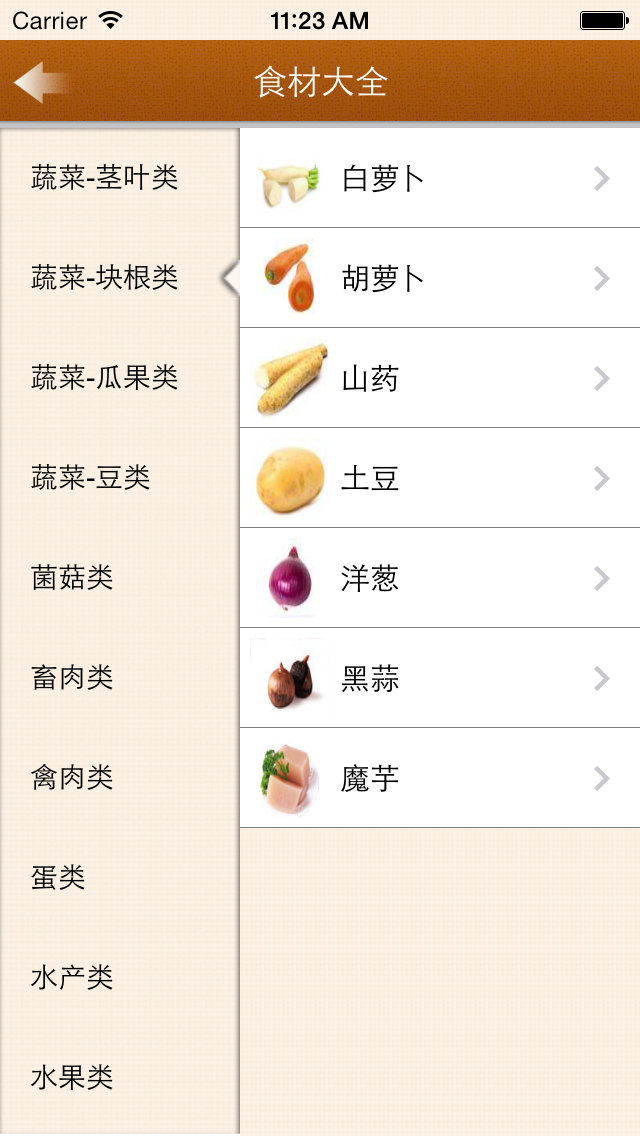 Carrier 11:23 AM
食材大全
蔬菜-茎叶类
蔬菜-块根类
蔬菜-瓜果类
蔬菜-豆类
菌菇类
畜肉类
禽肉类
蛋类
水产类
水果类
白萝卜
胡萝卜
山药
土豆
洋葱
黑蒜
魔芋